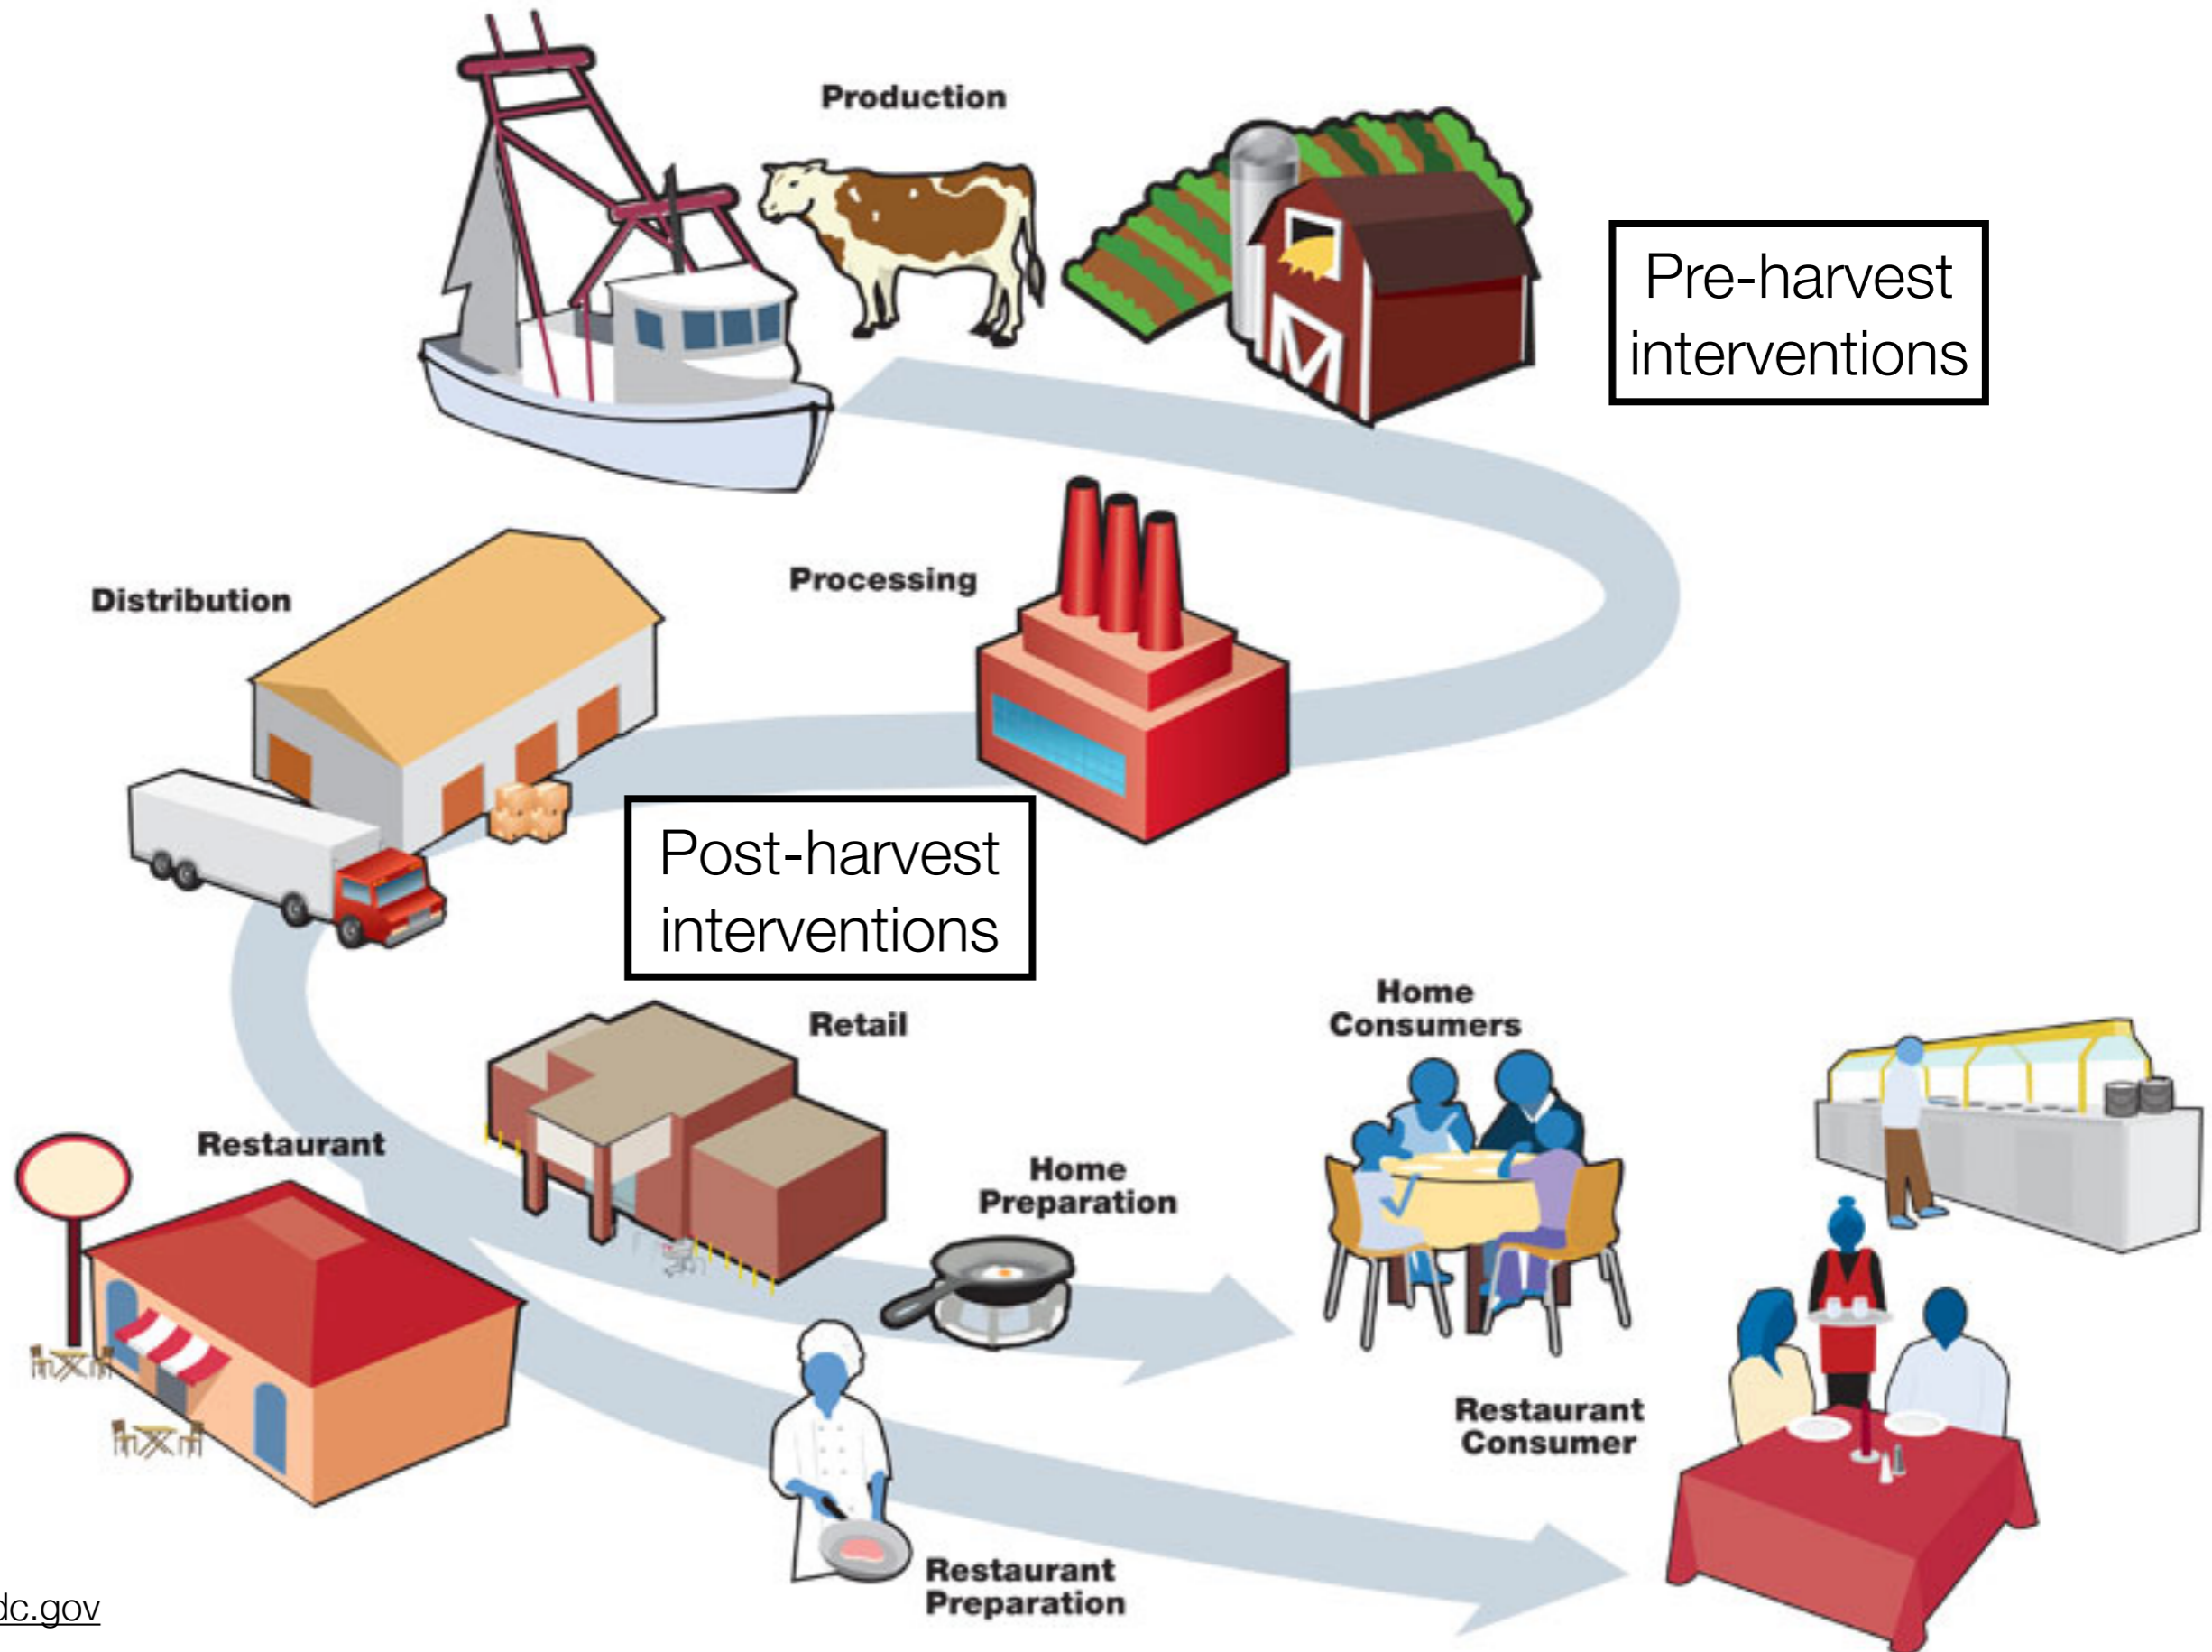 Production
Pre-harvest
interventions
Processing
Distribution
Post-harvest
interventions
Retail
Home
Consumers
Restaurant
Home
Preparation
Restaurant
Consumer
Restaurant
Preparation
dc.gov